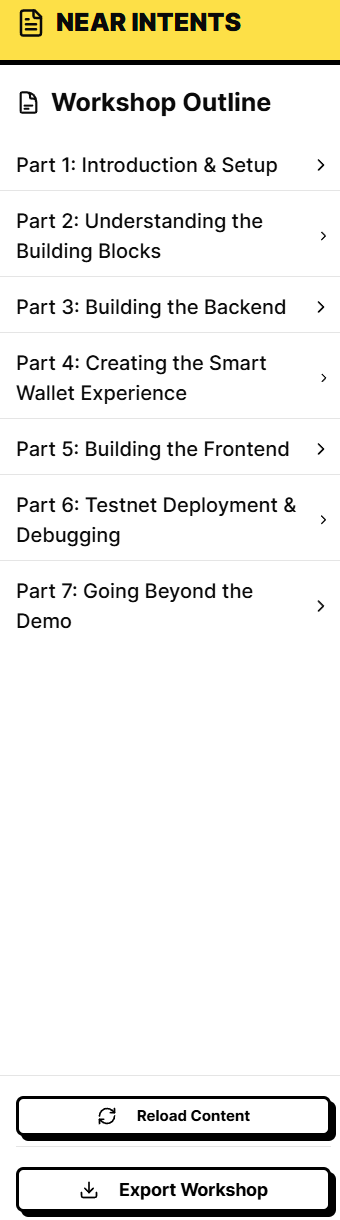 NEAR INTENTS
Workshop Outline
Part 1: Introduction & Setup
Part 2: Understanding the
Building Blocks
Part 3: Building the Backend
Part 4: Creating the Smart
Wallet Experience
Part 5: Building the Frontend
Part 6: Testnet Deployment &
Debugging
Part 7: Going Beyond the
Demo
Reload Content
Export Workshop